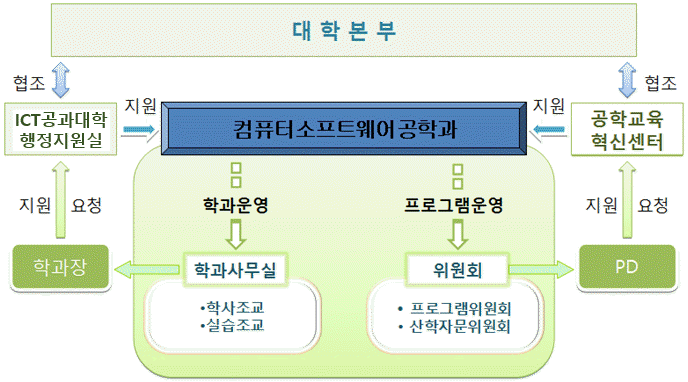 대학본부
협조
협조
ICT공과대학
행정지원실
지원
컴퓨터소프트웨어공학과
지원
공학교육
혁신센터
지원 요청
학과운영
프로그램운영
지원 요청
학과장
학과사무실
위원회
PD
•학사조교
•실습조교
• 프로그램위원회
• 산학자문위원회